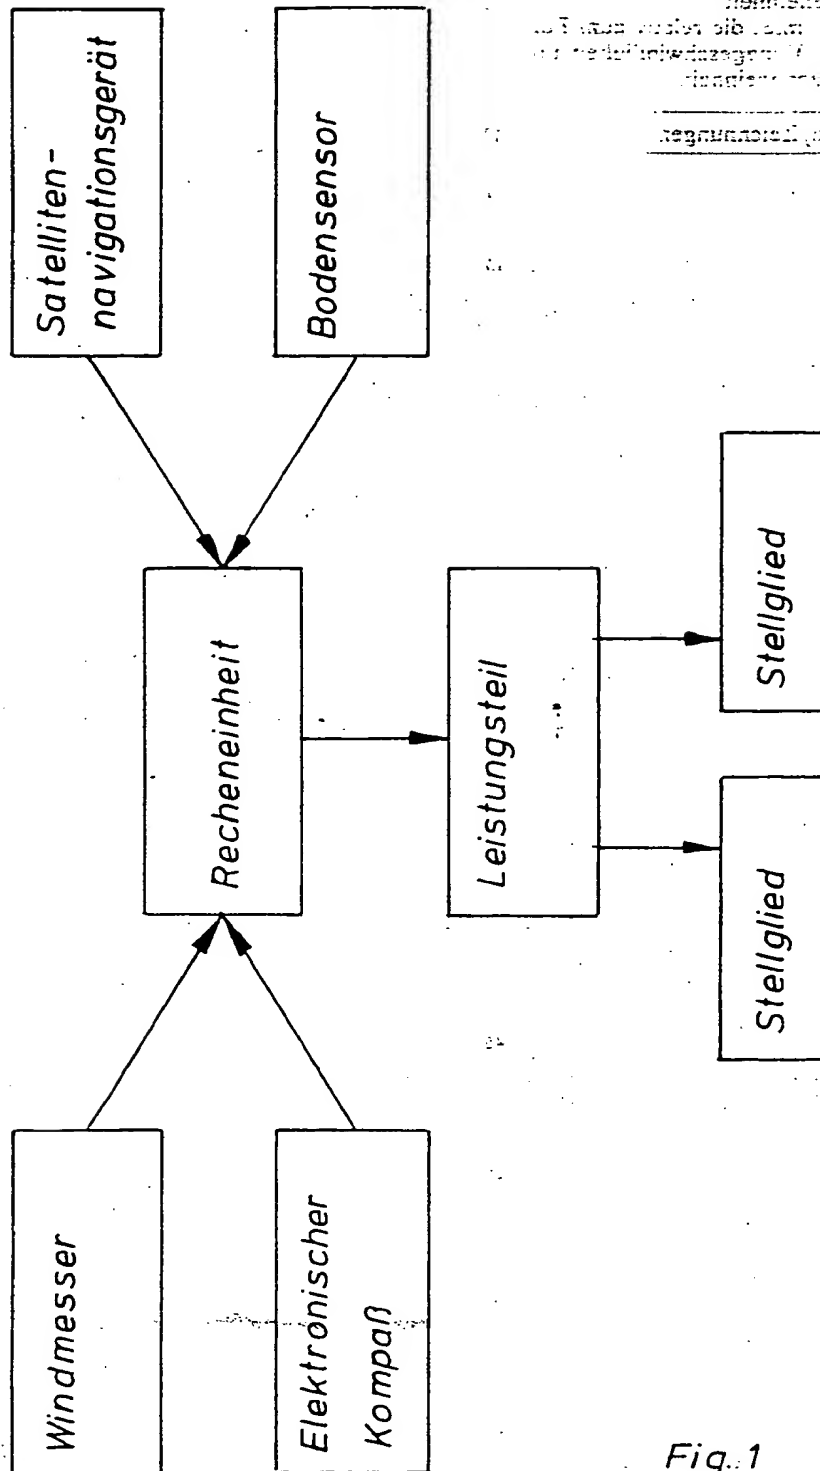 Satelliten-
navigationsgerät
Bodensensor
Recheneinheit
Leistungsteil
Stellglied
Stellglied
Windmesser
Elektronischer
Kompaß
Fig. 1